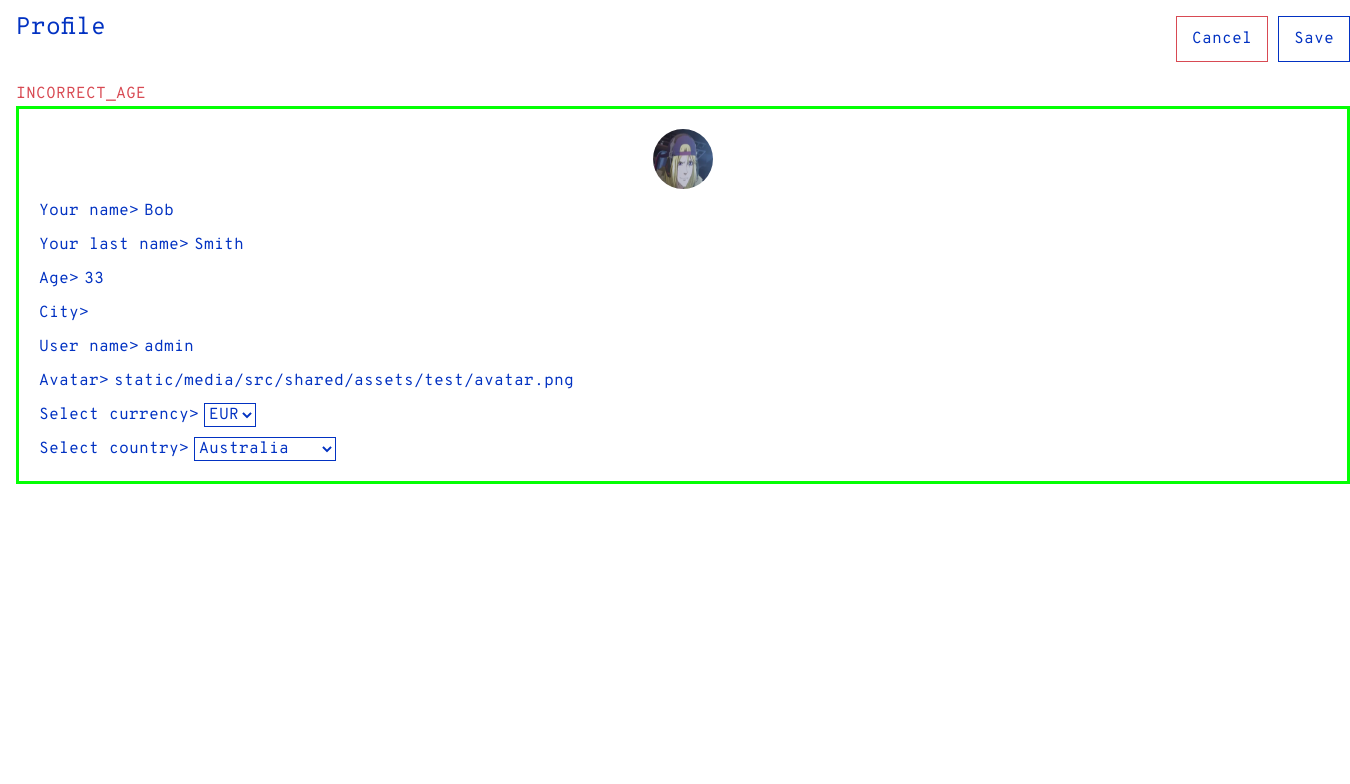 Profile
Cancel Save
INCORRECT_AGE
Your name> Bob
Your last name> Smith
Age> 33
City>
User name> admin
Avatar> static/media/src/shared/assets/test/avatar.png
Select currency> EUR
Select country> Australia